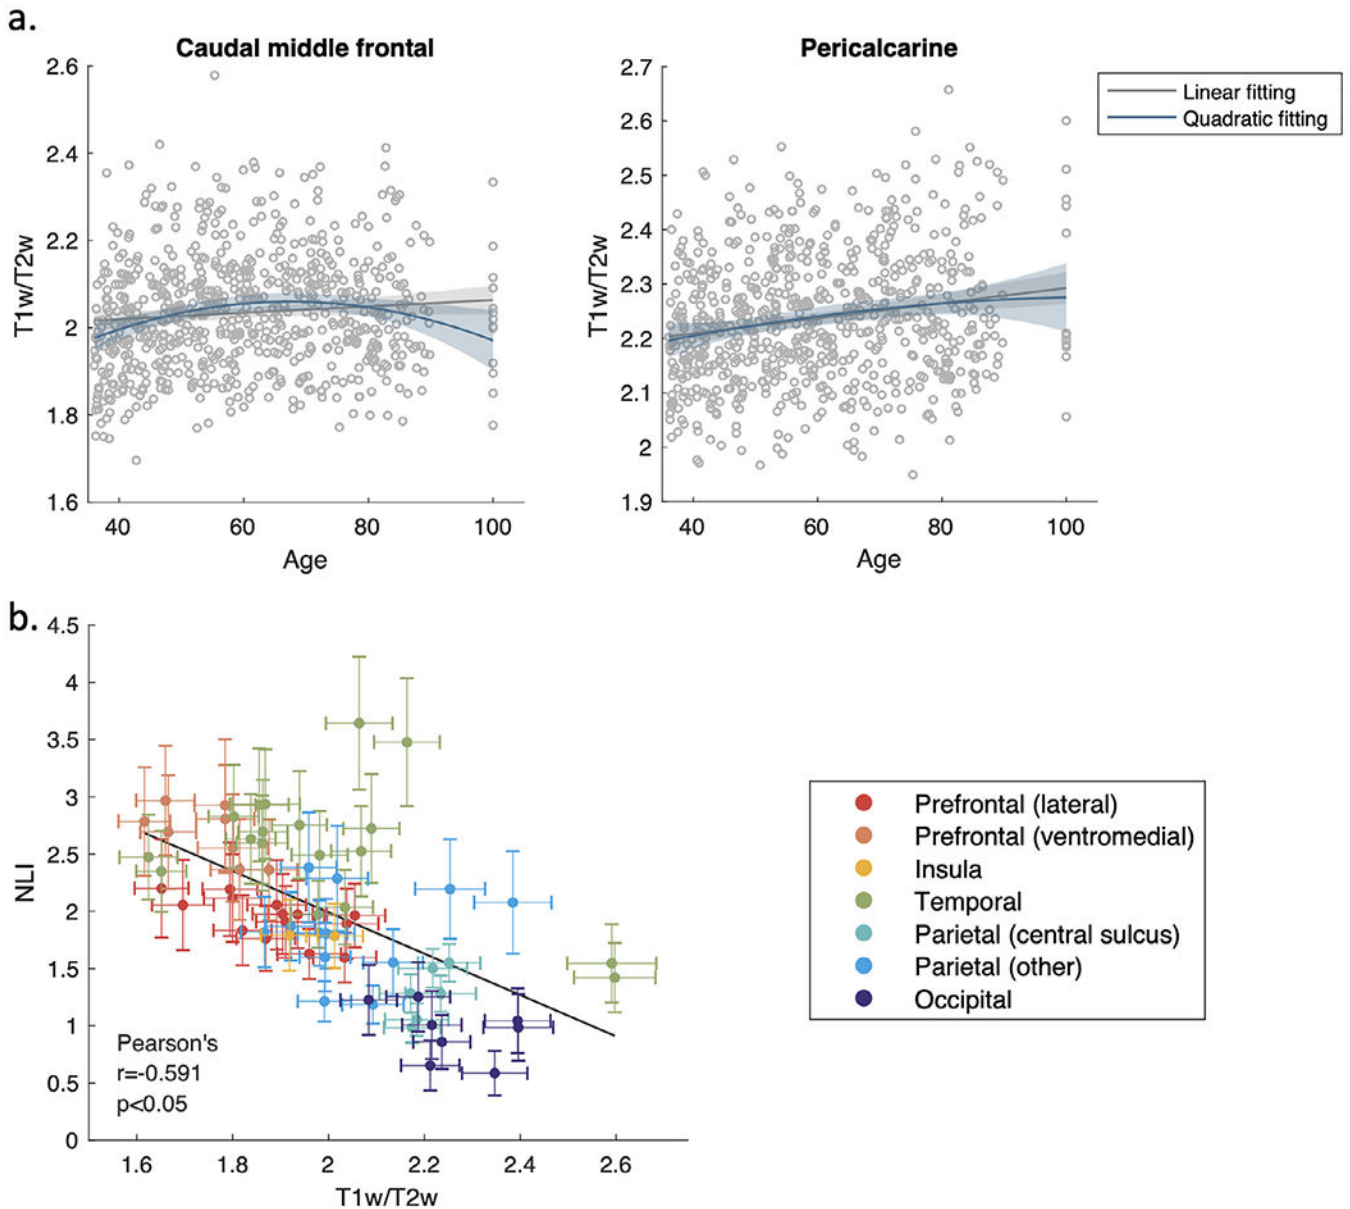 a.
Caudal middle frontal
2.6
2.4
2.2
2
1.8
1.6
T1w/T2w
40 60 80 100
Age
Pericalcarine
2.7
2.6
2.5
2.4
2.3
2.2
2.1
2
1.9
T1w/T2w
40 60 80 100
Age
Linear fitting
Quadratic fitting
b.
4.5
4
3.5
3
2.5
2
1.5
1
0.5
0
NLI
Pearson's
r=-0.591
p<0.05
1.6 1.8 2 2.2 2.4 2.6
T1w/T2w
Prefrontal (lateral)
Prefrontal (ventromedial)
Insula
Temporal
Parietal (central sulcus)
Parietal (other)
Occipital